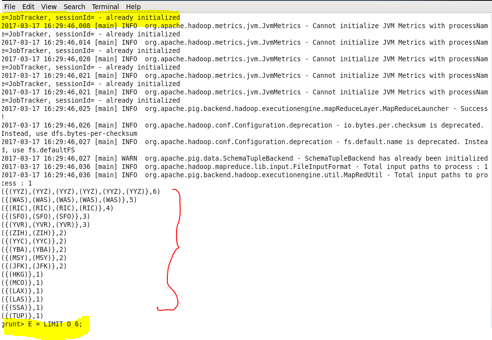 File Edit View Search Terminal Help
e=JobTracker, sessionId= - already initialized
2017-03-17 16:29:46,008 [main] INFO  org.apache.hadoop.metrics.jvm.JvmMetrics - Cannot initialize JVM Metrics with processNam
e=JobTracker, sessionId= - already initialized
2017-03-17 16:29:46,014 [main] INFO  org.apache.hadoop.metrics.jvm.JvmMetrics - Cannot initialize JVM Metrics with processNam
e=JobTracker, sessionId= - already initialized
2017-03-17 16:29:46,020 [main] INFO  org.apache.hadoop.metrics.jvm.JvmMetrics - Cannot initialize JVM Metrics with processNam
e=JobTracker, sessionId= - already initialized
2017-03-17 16:29:46,021 [main] INFO  org.apache.hadoop.metrics.jvm.JvmMetrics - Cannot initialize JVM Metrics with processNam
e=JobTracker, sessionId= - already initialized
2017-03-17 16:29:46,022 [main] INFO  org.apache.hadoop.metrics.jvm.JvmMetrics - Cannot initialize JVM Metrics with processNam
e=JobTracker, sessionId= - already initialized
2017-03-17 16:29:46,025 [main] INFO  org.apache.pig.backend.hadoop.executionengine.mapReduceLayer.MapReduceLauncher - Success
!
2017-03-17 16:29:46,026 [main] INFO  org.apache.hadoop.conf.Configuration.deprecation - io.bytes.per.checksum is deprecated.
Instead, use dfs.bytes-per-checksum
2017-03-17 16:29:46,027 [main] INFO  org.apache.hadoop.conf.Configuration.deprecation - fs.default.name is deprecated. Instea
d, use fs.defaultFS
2017-03-17 16:29:46,027 [main] WARN  org.apache.pig.data.SchemaTupleBackend - SchemaTupleBackend has already been initialized
2017-03-17 16:29:46,036 [main] INFO  org.apache.hadoop.mapreduce.lib.input.FileInputFormat - Total input paths to process : 1
2017-03-17 16:29:46,036 [main] INFO  org.apache.pig.backend.hadoop.executionengine.util.MapRedUtil - Total input paths to pro
cess : 1
({(YYZ),(YYZ),(YYZ),(YYZ),(YYZ),(YYZ)},6)
({(WAS),(WAS),(WAS),(WAS),(WAS)},5)
({(RIC),(RIC),(RIC),(RIC)},4)
({(SFO),(SFO),(SFO)},3)
({(YVR),(YVR),(YVR)},3)
({(ZIH),(ZIH)},2)
({(YYC),(YYC)},2)
({(YBA),(YBA)},2)
({(MSY),(MSY)},2)
({(JFK),(JFK)},2)
({(HKG)},1)
({(MCO)},1)
({(LAX)},1)
({(LAS)},1)
({(SSA)},1)
({(TUP)},1)
grunt> E = LIMIT D 6;